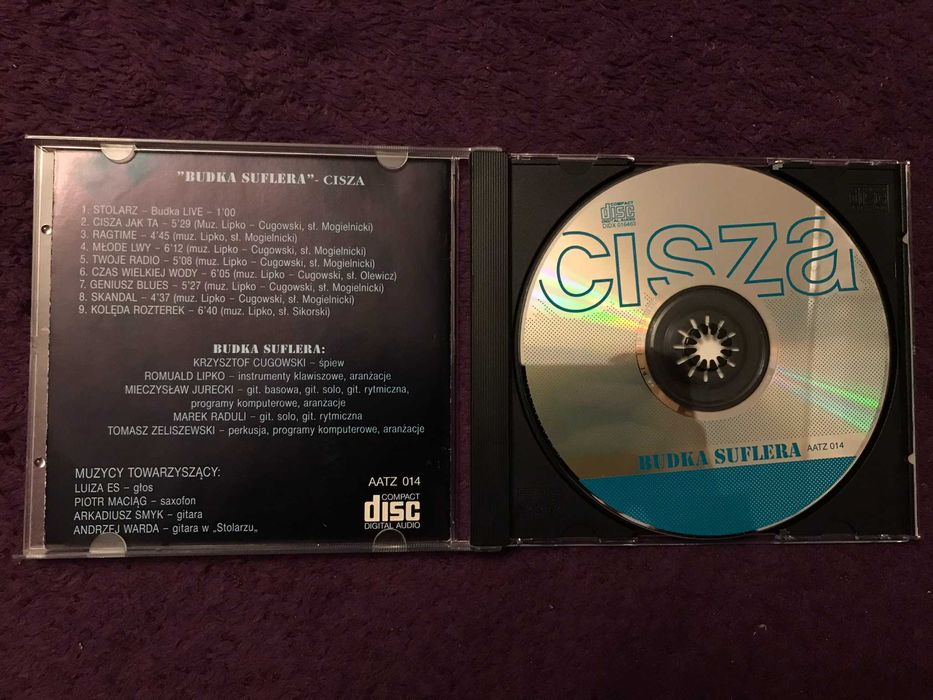 "BUDKA SUFLERA"- CISZA
1. STOLARZ – Budka LIVE – 1'00
2. CISZA JAK TA – 5'29 (Muz. Lipko – Cugowski, sł. Mogielnicki)
3. RAGTIME – 4'45 (muz. Lipko, sł. Mogielnicki)
4. MŁODE LWY – 6'12 (muz. Lipko – Cugowski, sł. Mogielnicki)
5. TWOJE RADIO – 5'08 (muz. Lipko – Cugowski, sł. Mogielnicki)
6. CZAS WIELKIEJ WODY – 6'05 (muz. Lipko – Cugowski, sł. Olewicz)
7. GENIUSZ BLUES – 5'27 (muz. Lipko – Cugowski, sł. Mogielnicki)
8. SKANDAL – 4'37 (muz. Lipko – Cugowski, sł. Mogielnicki)
9. KOLĘDA ROZTEREK – 6'40 (muz. Lipko, sł. Sikorski)
BUDKA SUFLERA:
KRZYSZTOF CUGOWSKI – śpiew
ROMUALD LIPKO – instrumenty klawiszowe, aranżacje
MIECZYSŁAW JURECKI – git. basowa, git. solo, git. rytmiczna,
programy komputerowe, aranżacje
MAREK RADULI – git. solo, git. rytmiczna
TOMASZ ZELISZEWSKI – perkusja, programy komputerowe, aranżacje
MUZYCY TOWARZYSZĄCY:
LUIZA ES – głos
PIOTR MACIĄG – saxofon
ARKADIUSZ SMYK – gitara
ANDRZEJ WARDA – gitara w „Stolarzu"
AATZ 014
COMPACT
disc
DIGITAL AUDIO
COMPACT
disc
DIGITAL AUDIO
DIDX 016463
cisza
BUDKA SUFLERA AATZ 014
disc